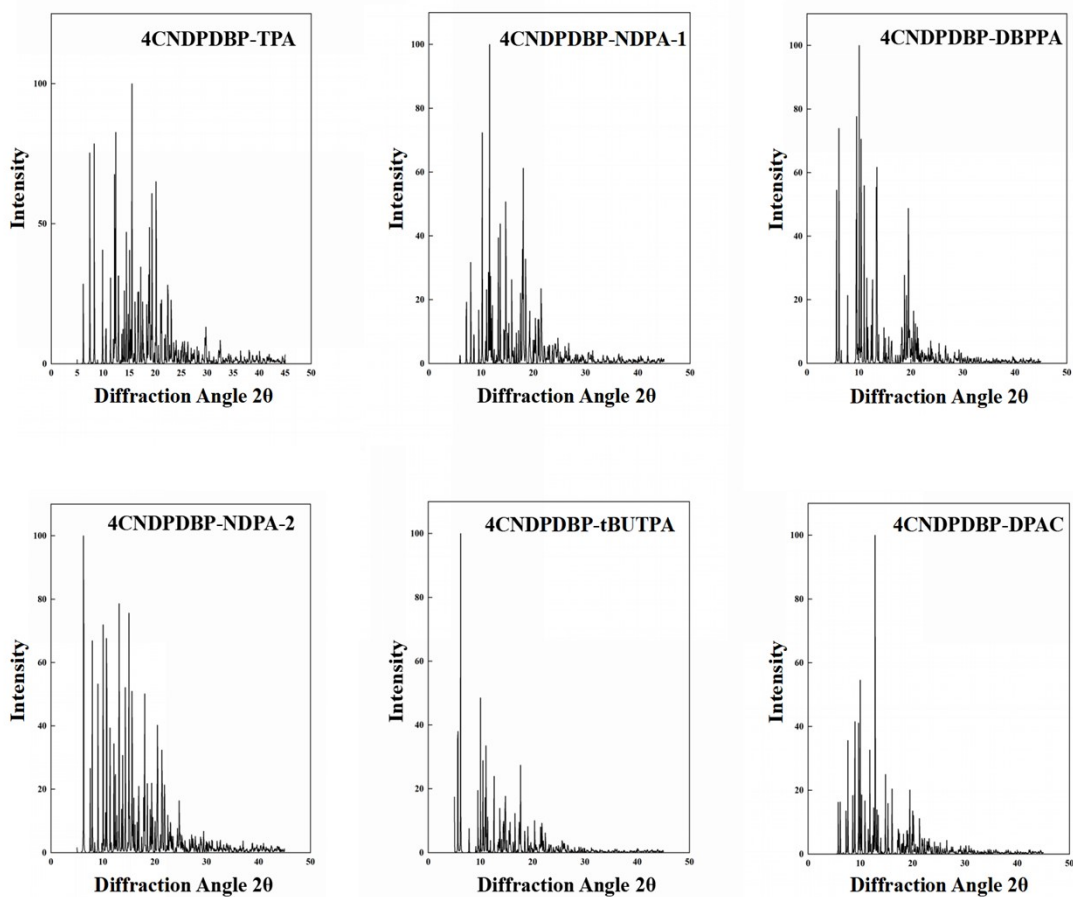 4CNDPDBP-TPA
Intensity
100
50
0
0 5 10 15 20 25 30 35 40 45 50
Diffraction Angle 2θ
4CNDPDBP-NDPA-1
Intensity
100
80
60
40
20
0
0 10 20 30 40 50
Diffraction Angle 2θ
4CNDPDBP-DBPPA
Intensity
100
80
60
40
20
0
0 10 20 30 40 50
Diffraction Angle 2θ
4CNDPDBP-NDPA-2
Intensity
100
80
60
40
20
0
0 10 20 30 40 50
Diffraction Angle 2θ
4CNDPDBP-tBUTPA
Intensity
100
80
60
40
20
0
0 10 20 30 40 50
Diffraction Angle 2θ
4CNDPDBP-DPAC
Intensity
100
80
60
40
20
0
0 10 20 30 40 50
Diffraction Angle 2θ